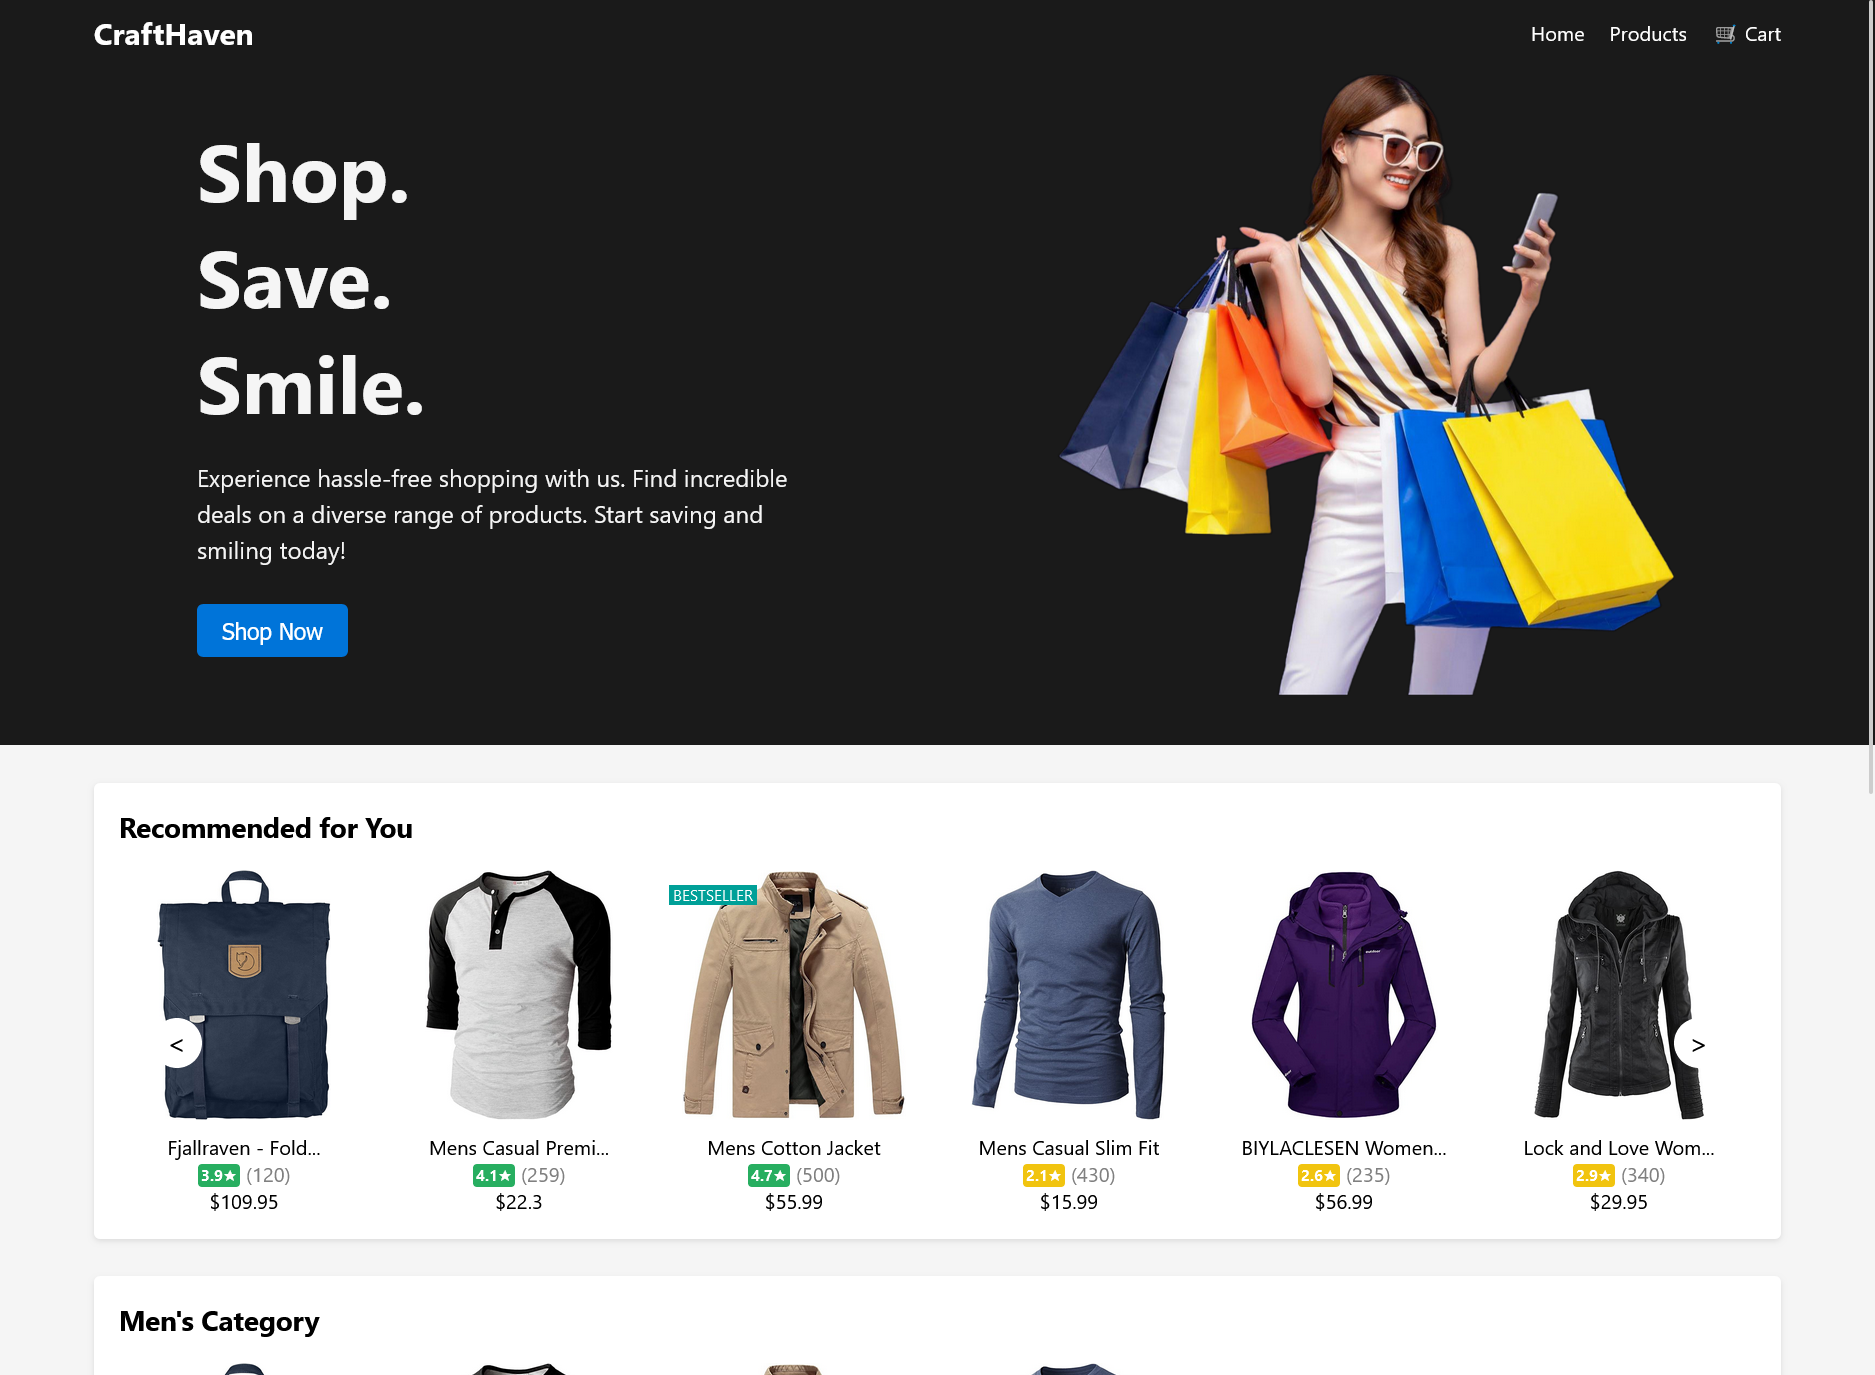 CraftHaven
Home Products Cart
Shop.
Save.
Smile.
Experience hassle-free shopping with us. Find incredible
deals on a diverse range of products. Start saving and
smiling today!
Shop Now
Recommended for You
BESTSELLER
<
>
Fjallraven - Fold...
3.9★ (120)
$109.95
Mens Casual Premi...
4.1★ (259)
$22.3
Mens Cotton Jacket
4.7★ (500)
$55.99
Mens Casual Slim Fit
2.1★ (430)
$15.99
BIYLACLESEN Women...
2.6★ (235)
$56.99
Lock and Love Wom...
2.9★ (340)
$29.95
Men's Category